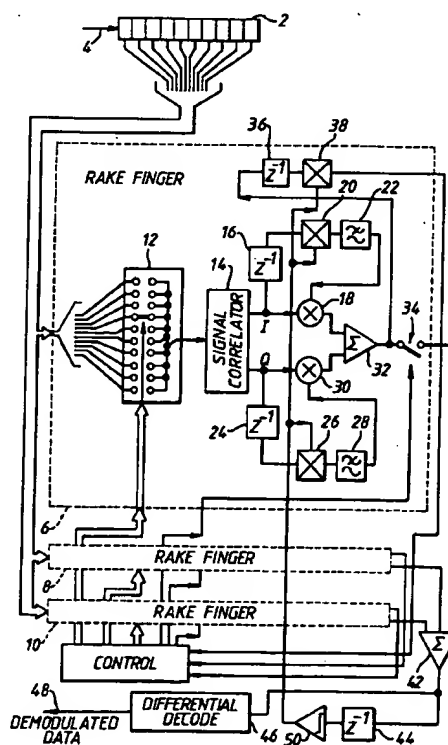 2
4
36
38
Z⁻¹
RAKE FINGER
20
22
12
16
Z⁻¹
14
18
34
SIGNAL
CORRELATOR
I
Σ
32
Q
30
24
Z⁻¹
26
28
6
RAKE FINGER
8
RAKE FINGER
10
CONTROL
Σ
42
48
DEMODULATED
DATA
DIFFERENTIAL
DECODE
46
50
Z⁻¹
44